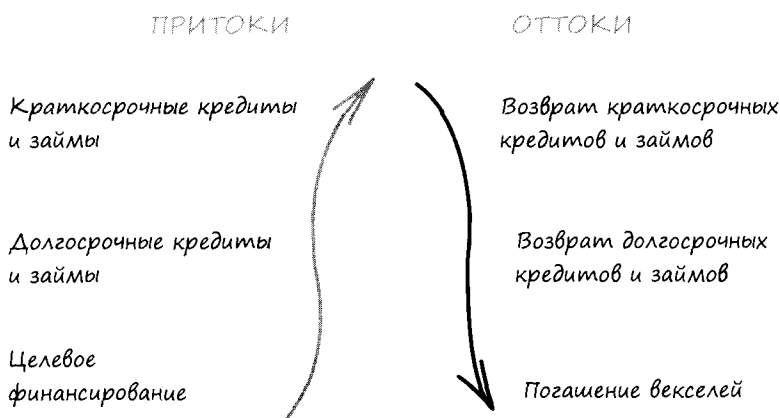 ПРИТОКИ
Краткосрочные кредиты
и займы
Долгосрочные кредиты
и займы
Целевое
финансирование
ОТТОКИ
Возврат краткосрочных
кредитов и займов
Возврат долгосрочных
кредитов и займов
Погашение векселей